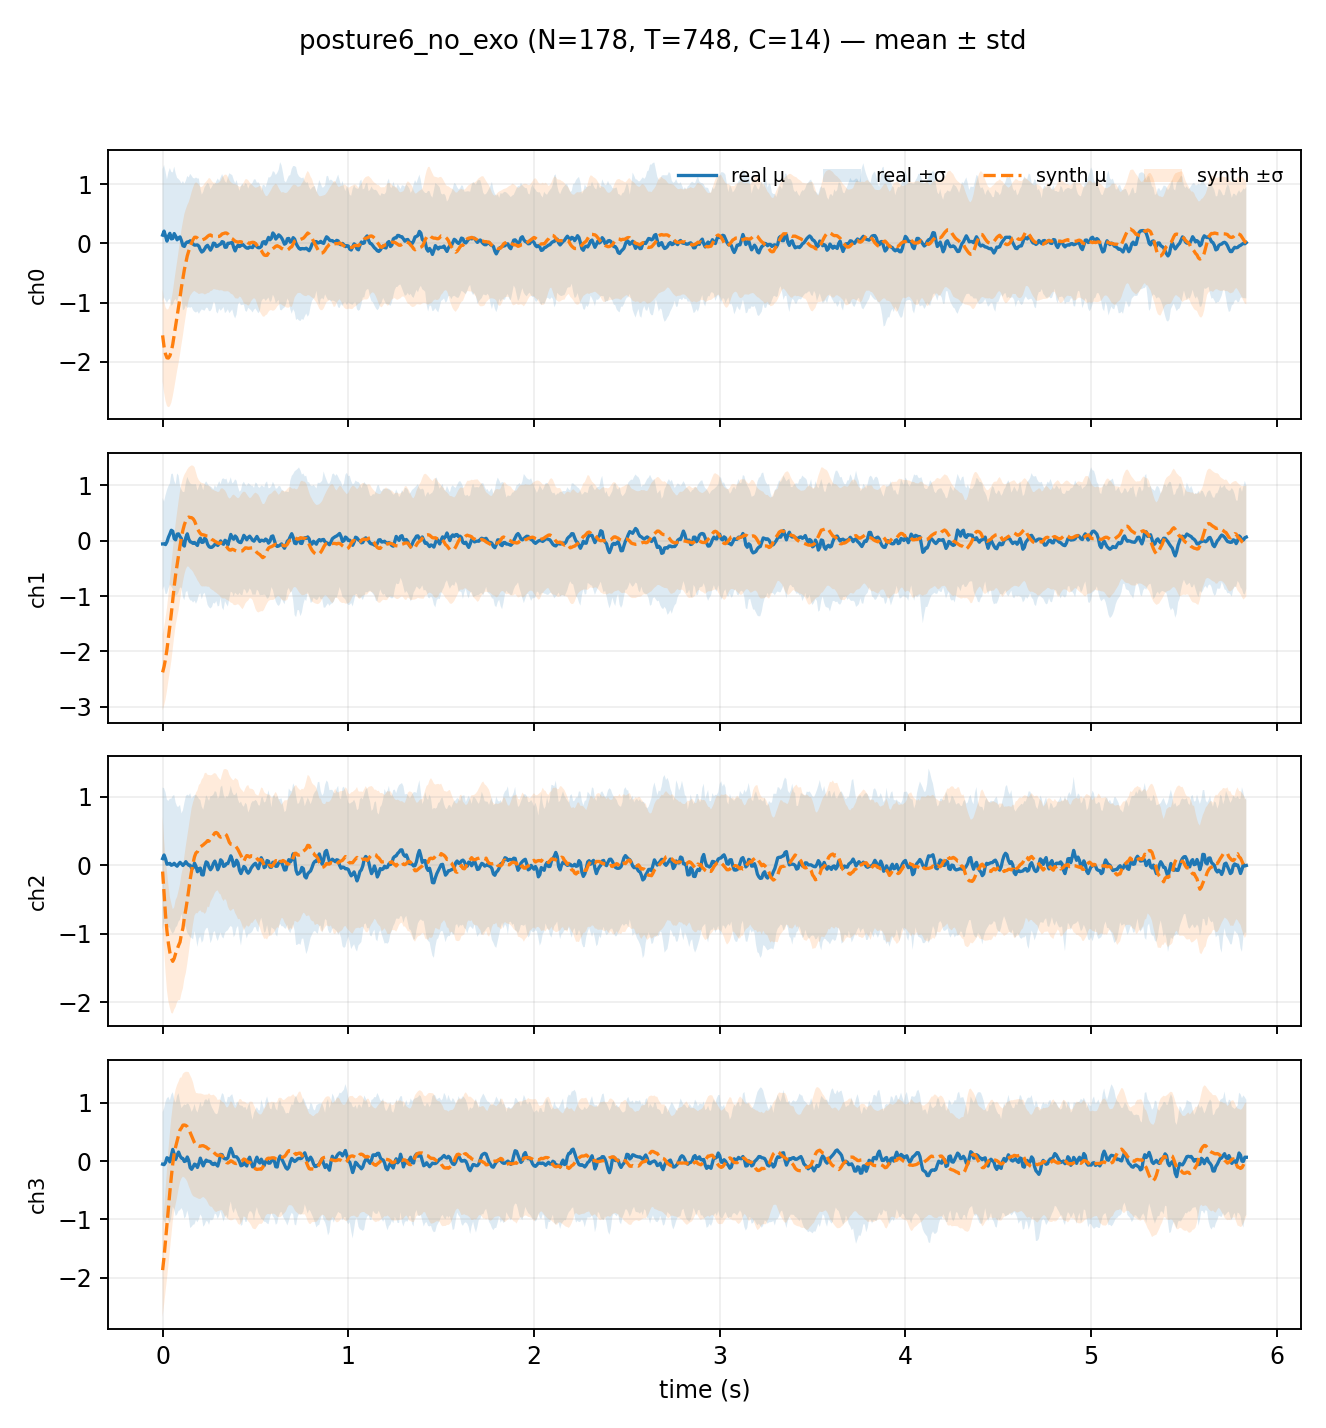 posture6_no_exo (N=178, T=748, C=14) — mean ± std
real μ real ±σ synth μ synth ±σ
1
0
−1
−2
ch0
1
0
−1
−2
−3
ch1
1
0
−1
−2
ch2
1
0
−1
−2
ch3
0 1 2 3 4 5 6
time (s)